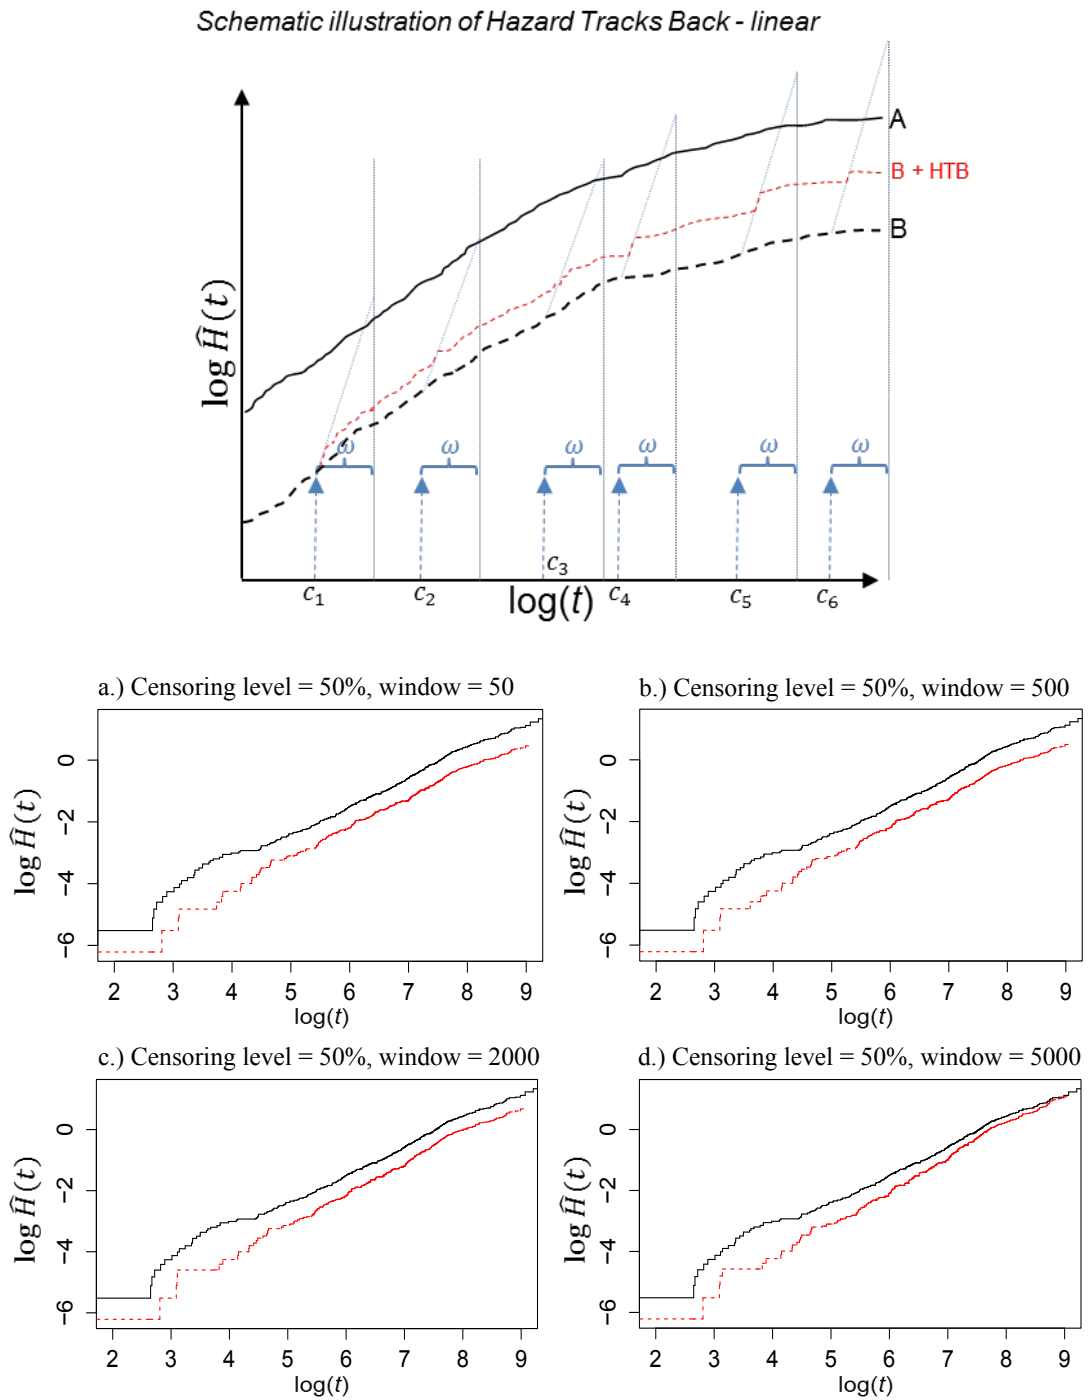 Schematic illustration of Hazard Tracks Back - linear
log Ĥ(t)
A
B + HTB
B
ω ω ω ω ω ω
c₁ c₂ c₃ c₄ c₅ c₆
log(t)
a.) Censoring level = 50%, window = 50
log Ĥ(t)
0
−2
−4
−6
2 3 4 5 6 7 8 9
log(t)
b.) Censoring level = 50%, window = 500
log Ĥ(t)
0
−2
−4
−6
2 3 4 5 6 7 8 9
log(t)
c.) Censoring level = 50%, window = 2000
log Ĥ(t)
0
−2
−4
−6
2 3 4 5 6 7 8 9
log(t)
d.) Censoring level = 50%, window = 5000
log Ĥ(t)
0
−2
−4
−6
2 3 4 5 6 7 8 9
log(t)